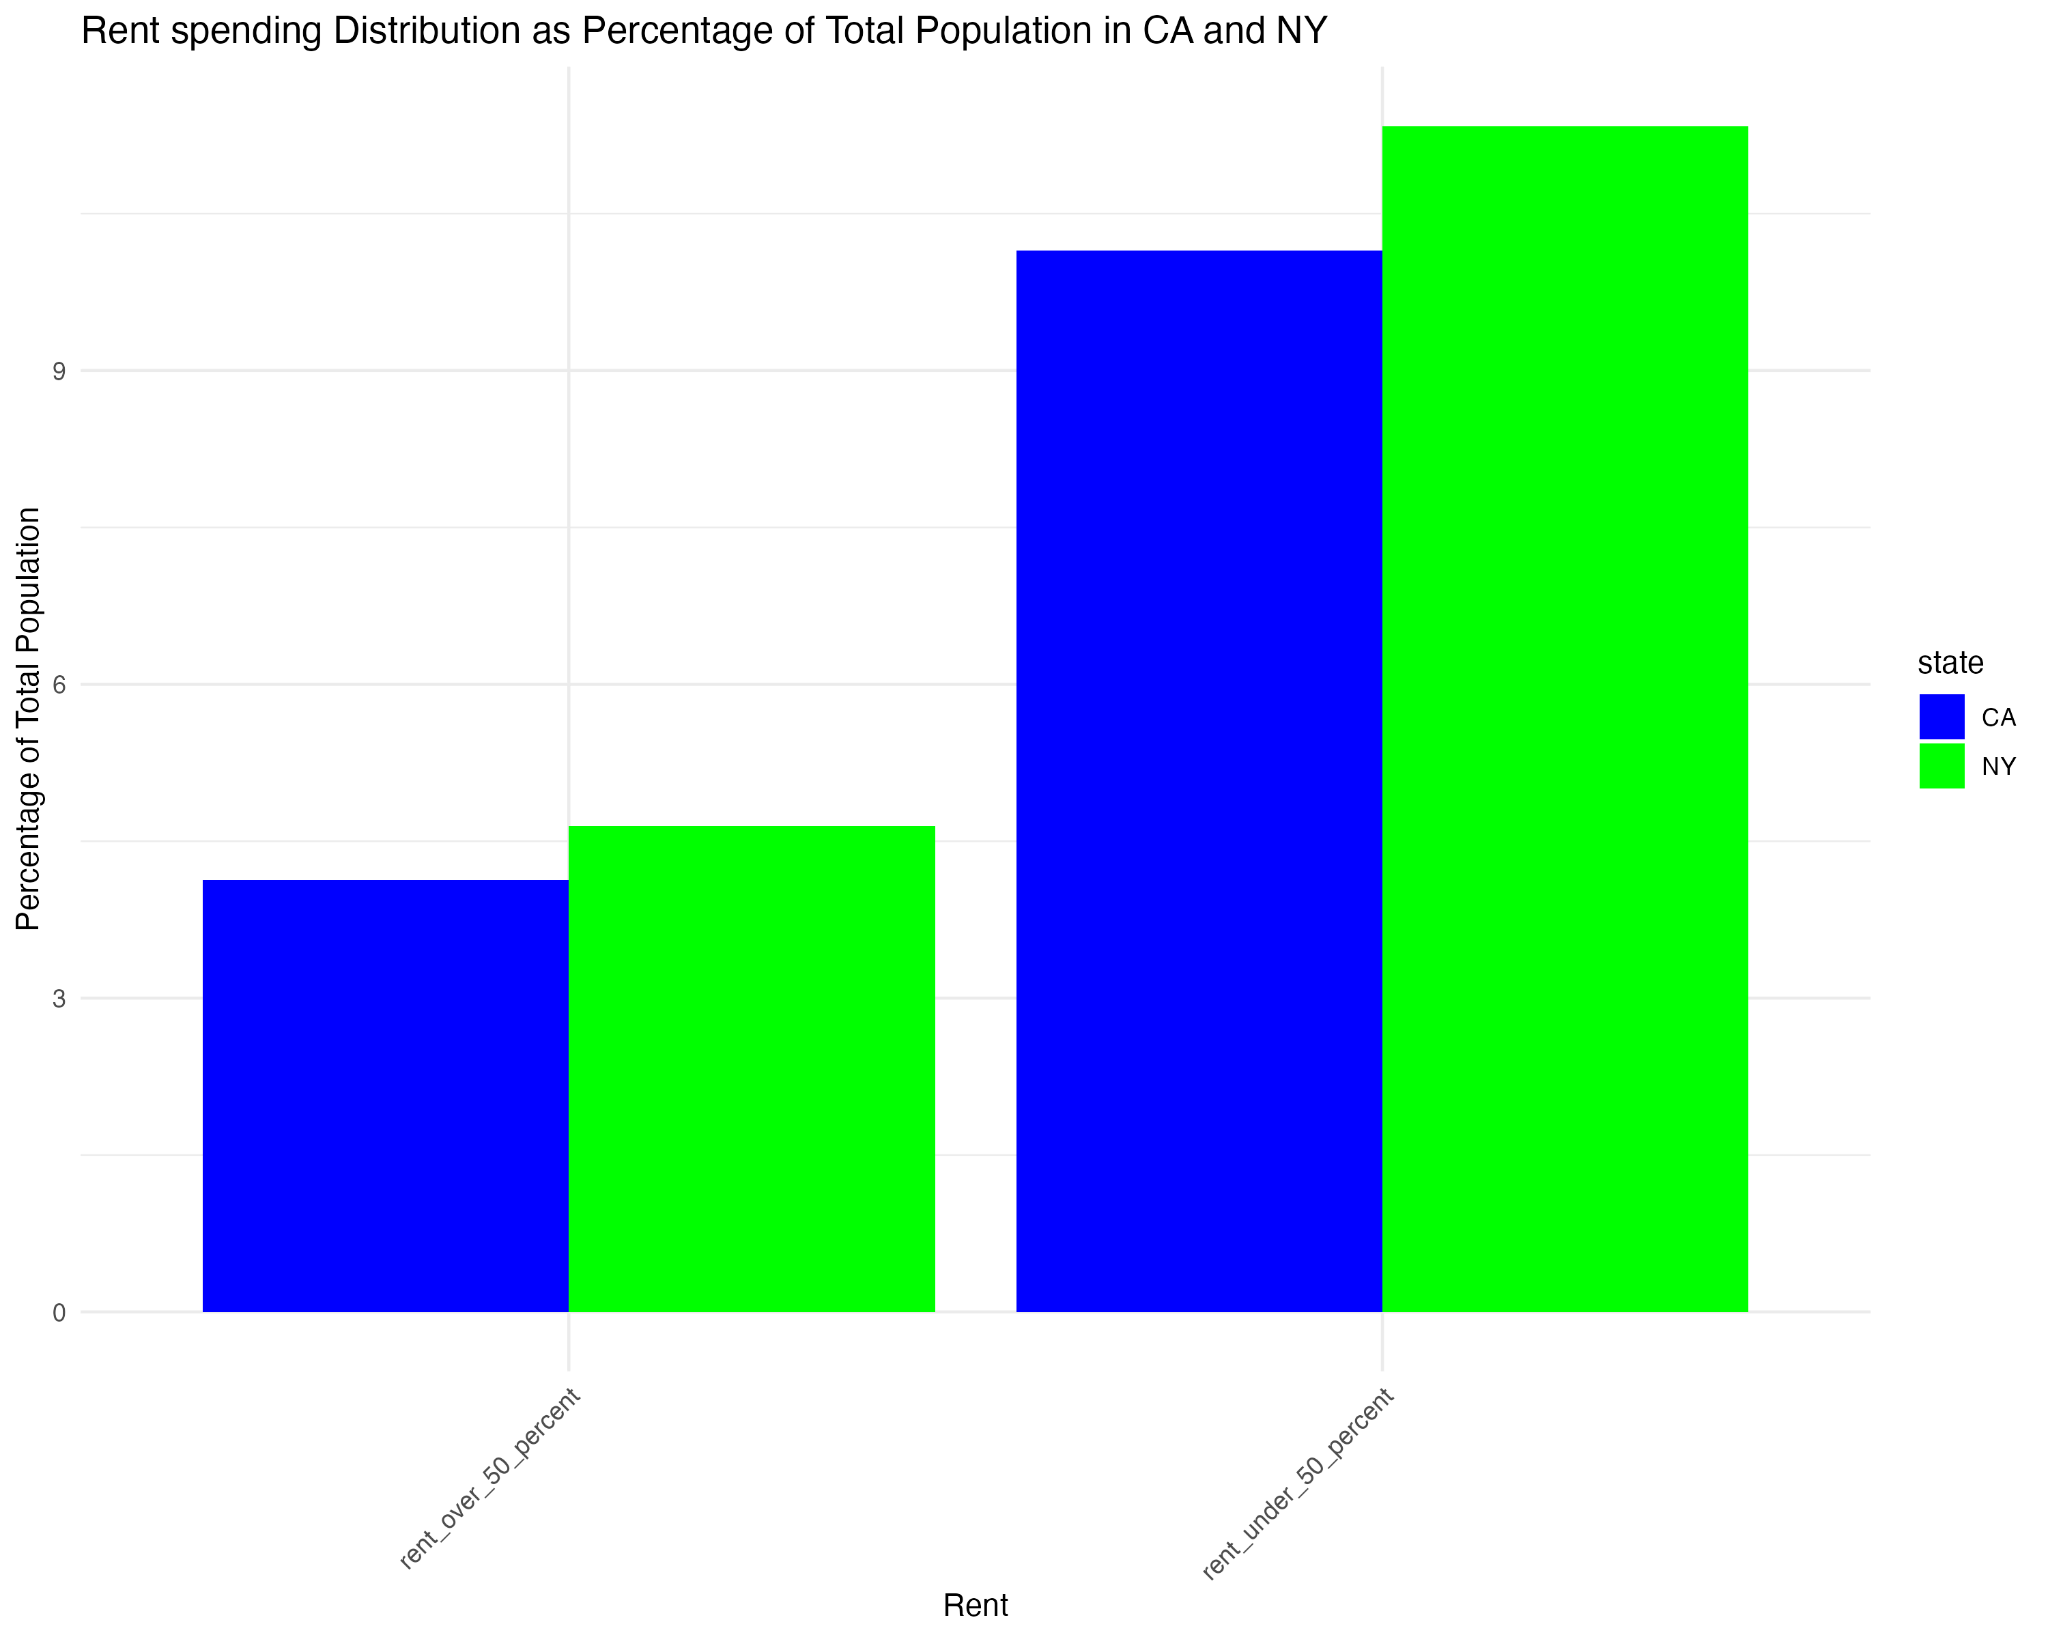 Rent spending Distribution as Percentage of Total Population in CA and NY
Percentage of Total Population
9
6
3
0
rent_over_50_percent
rent_under_50_percent
Rent
state
CA
NY